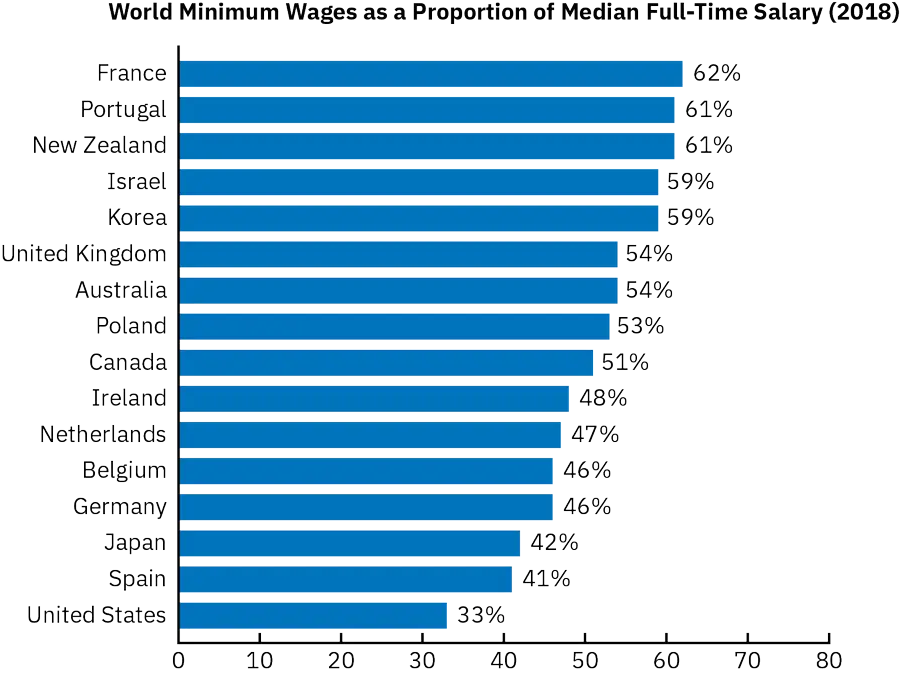 World Minimum Wages as a Proportion of Median Full-Time Salary (2018)
France 62%
Portugal 61%
New Zealand 61%
Israel 59%
Korea 59%
United Kingdom 54%
Australia 54%
Poland 53%
Canada 51%
Ireland 48%
Netherlands 47%
Belgium 46%
Germany 46%
Japan 42%
Spain 41%
United States 33%
0 10 20 30 40 50 60 70 80